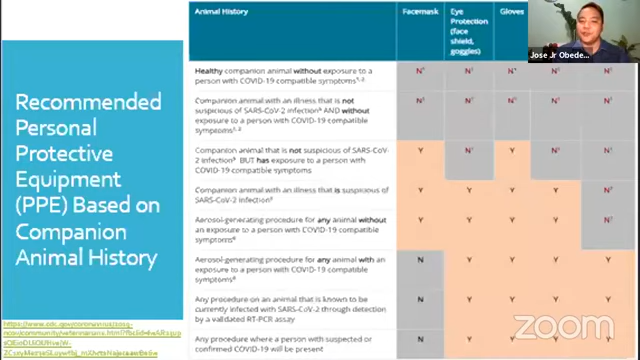 Recommended
Personal
Protective
Equipment
(PPE) Based on
Companion
Animal History
Animal History
Facemask
Eye
Protection
(face
shield,
goggles)
Gloves
Jose Jr Obede...
Healthy companion animal without exposure to a
person with COVID-19 compatible symptoms
N N N N N
Companion animal with an illness that is not
suspicious of SARS-CoV-2 infection AND without
exposure to a person with COVID-19 compatible
symptoms
N N N N N
Companion animal that is not suspicious of SARS-CoV-
2 infection BUT has exposure to a person with
COVID-19 compatible symptoms
Y N Y N N
Companion animal with an illness that is suspicious of
SARS-CoV-2 infection
Y Y Y Y N
Aerosol-generating procedure for any animal without
an exposure to a person with COVID-19 compatible
symptoms
Y Y Y Y N
Aerosol-generating procedure for any animal with an
exposure to a person with COVID-19 compatible
symptoms
N Y Y Y Y
Any procedure on an animal that is known to be
currently infected with SARS-CoV-2 through detection
by a validated RT-PCR assay
N Y Y
Any procedure where a person with suspected or
confirmed COVID-19 will be present
N Y Y Y Y
zoom